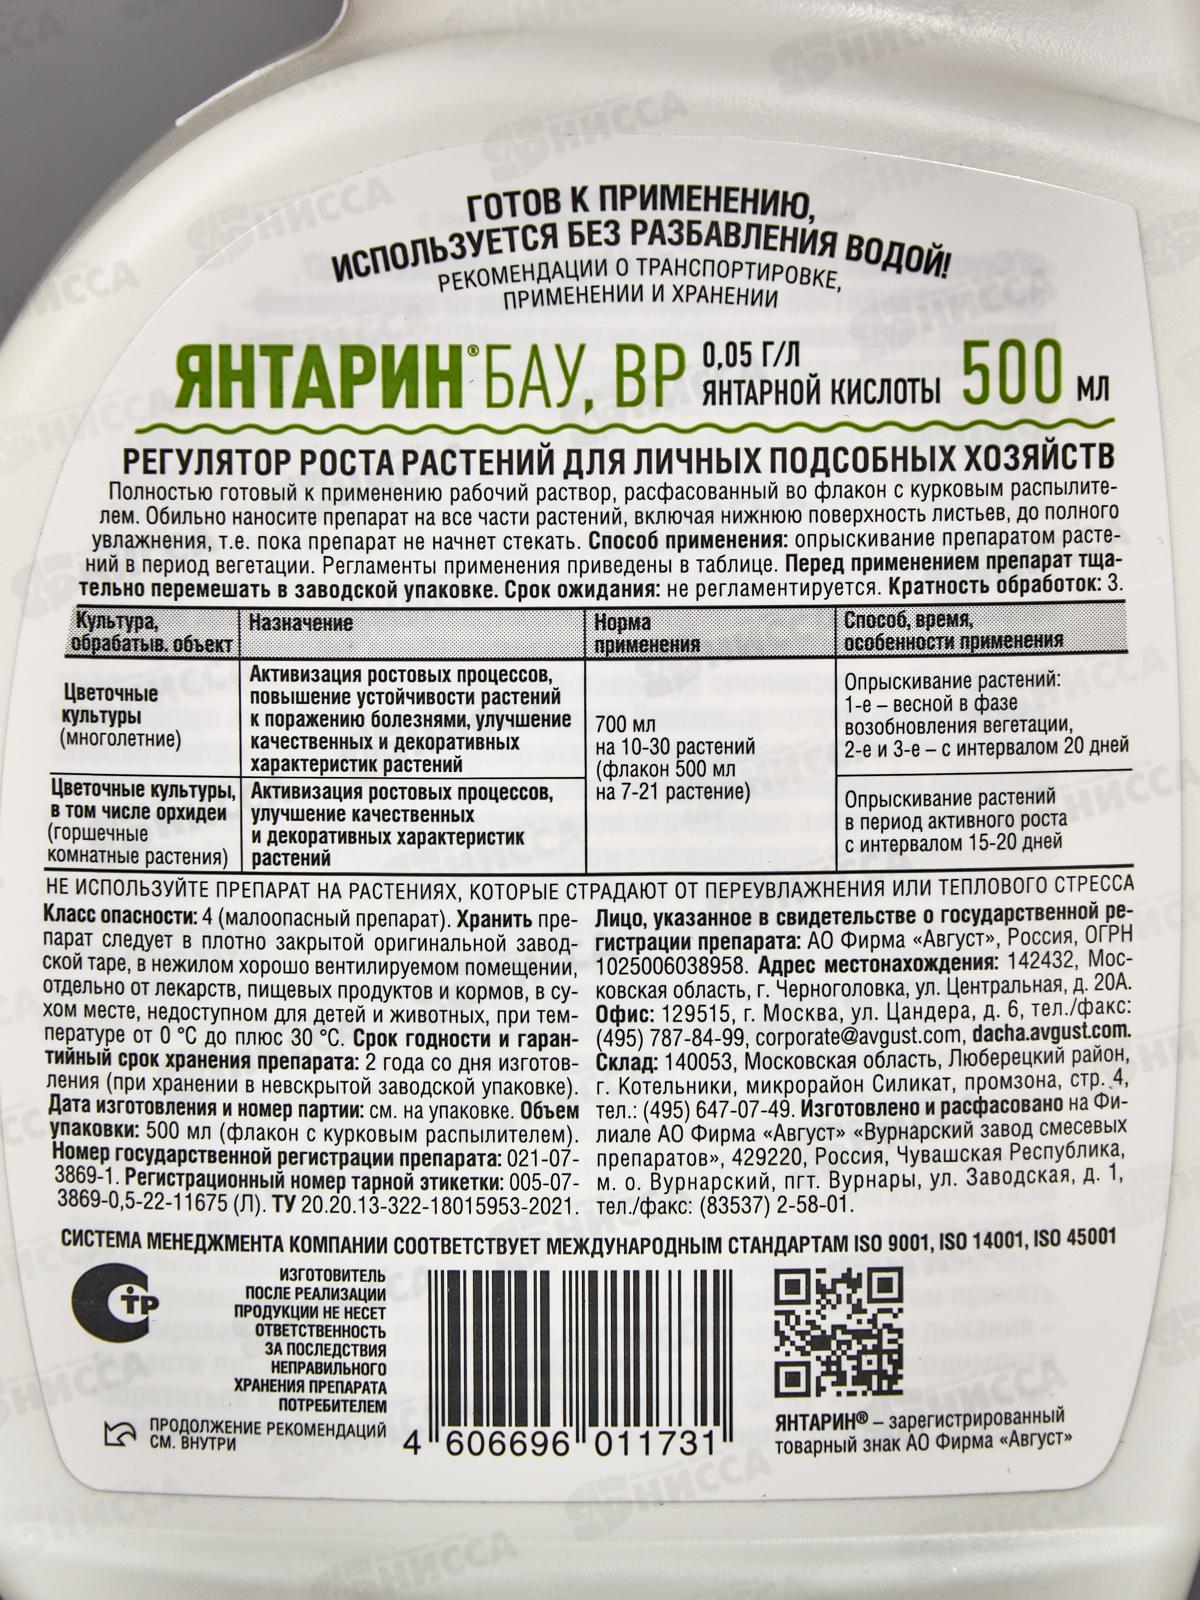 ГОТОВ К ПРИМЕНЕНИЮ,
ИСПОЛЬЗУЕТСЯ БЕЗ РАЗБАВЛЕНИЯ ВОДОЙ!
РЕКОМЕНДАЦИИ О ТРАНСПОРТИРОВКЕ,
ПРИМЕНЕНИИ И ХРАНЕНИИ
ЯНТАРИН® БАУ, ВР 0,05 Г/Л ЯНТАРНОЙ КИСЛОТЫ 500 МЛ
РЕГУЛЯТОР РОСТА РАСТЕНИЙ ДЛЯ ЛИЧНЫХ ПОДСОБНЫХ ХОЗЯЙСТВ
Полностью готовый к применению рабочий раствор, расфасованный во флакон с курковым распылите-
лем. Обильно наносите препарат на все части растений, включая нижнюю поверхность листьев, до полного
увлажнения, т.е. пока препарат не начнет стекать. Способ применения: опрыскивание препаратом расте-
ний в период вегетации. Регламенты применения приведены в таблице. Перед применением препарат тща-
тельно перемешать в заводской упаковке. Срок ожидания: не регламентируется. Кратность обработок: 3.
Культура,
обрабатыв. объект
Назначение
Норма
применения
Способ, время,
особенности применения
Цветочные
культуры
(многолетние)
Активизация ростовых процессов,
повышение устойчивости растений
к поражению болезнями, улучшение
качественных и декоративных
характеристик растений
700 мл
на 10-30 растений
(флакон 500 мл
на 7-21 растение)
Опрыскивание растений:
1-е – весной в фазе
возобновления вегетации,
2-е и 3-е – с интервалом 20 дней
Цветочные культуры,
в том числе орхидеи
(горшечные
комнатные растения)
Активизация ростовых процессов,
улучшение качественных
и декоративных характеристик
растений
Опрыскивание растений
в период активного роста
с интервалом 15-20 дней
НЕ ИСПОЛЬЗУЙТЕ ПРЕПАРАТ НА РАСТЕНИЯХ, КОТОРЫЕ СТРАДАЮТ ОТ ПЕРЕУВЛАЖНЕНИЯ ИЛИ ТЕПЛОВОГО СТРЕССА
Класс опасности: 4 (малоопасный препарат). Хранить пре-
парат следует в плотно закрытой оригинальной завод-
ской таре, в нежилом хорошо вентилируемом помещении,
отдельно от лекарств, пищевых продуктов и кормов, в су-
хом месте, недоступном для детей и животных, при тем-
пературе от 0 °С до плюс 30 °С. Срок годности и гаран-
тийный срок хранения препарата: 2 года со дня изготов-
ления (при хранении в невскрытой заводской упаковке).
Дата изготовления и номер партии: см. на упаковке. Объем
упаковки: 500 мл (флакон с курковым распылителем).
Номер государственной регистрации препарата: 021-07-
3869-1. Регистрационный номер тарной этикетки: 005-07-
3869-0,5-22-11675 (Л). ТУ 20.20.13-322-18015953-2021.
Лицо, указанное в свидетельстве о государственной ре-
гистрации препарата: АО Фирма «Август», Россия, ОГРН
1025006038958. Адрес местонахождения: 142432, Мос-
ковская область, г. Черноголовка, ул. Центральная, д. 20А.
Офис: 129515, г. Москва, ул. Цандера, д. 6, тел./факс:
(495) 787-84-99, corporate@avgust.com, dacha.avgust.com.
Склад: 140053, Московская область, Люберецкий район,
г. Котельники, микрорайон Силикат, промзона, стр. 4,
тел.: (495) 647-07-49. Изготовлено и расфасовано на Фи-
лиале АО Фирма «Август» «Вурнарский завод смесевых
препаратов», 429220, Россия, Чувашская Республика,
м. о. Вурнарский, пгт. Вурнары, ул. Заводская, д. 1,
тел./факс: (83537) 2-58-01.
СИСТЕМА МЕНЕДЖМЕНТА КОМПАНИИ СООТВЕТСТВУЕТ МЕЖДУНАРОДНЫМ СТАНДАРТАМ ISO 9001, ISO 14001, ISO 45001
СТР
ИЗГОТОВИТЕЛЬ
ПОСЛЕ РЕАЛИЗАЦИИ
ПРОДУКЦИИ НЕ НЕСЕТ
ОТВЕТСТВЕННОСТЬ
ЗА ПОСЛЕДСТВИЯ
НЕПРАВИЛЬНОГО
ХРАНЕНИЯ ПРЕПАРАТА
ПОТРЕБИТЕЛЕМ
ПРОДОЛЖЕНИЕ РЕКОМЕНДАЦИЙ
СМ. ВНУТРИ
4 606696 011731
ЯНТАРИН® – зарегистрированный
товарный знак АО Фирма «Август»